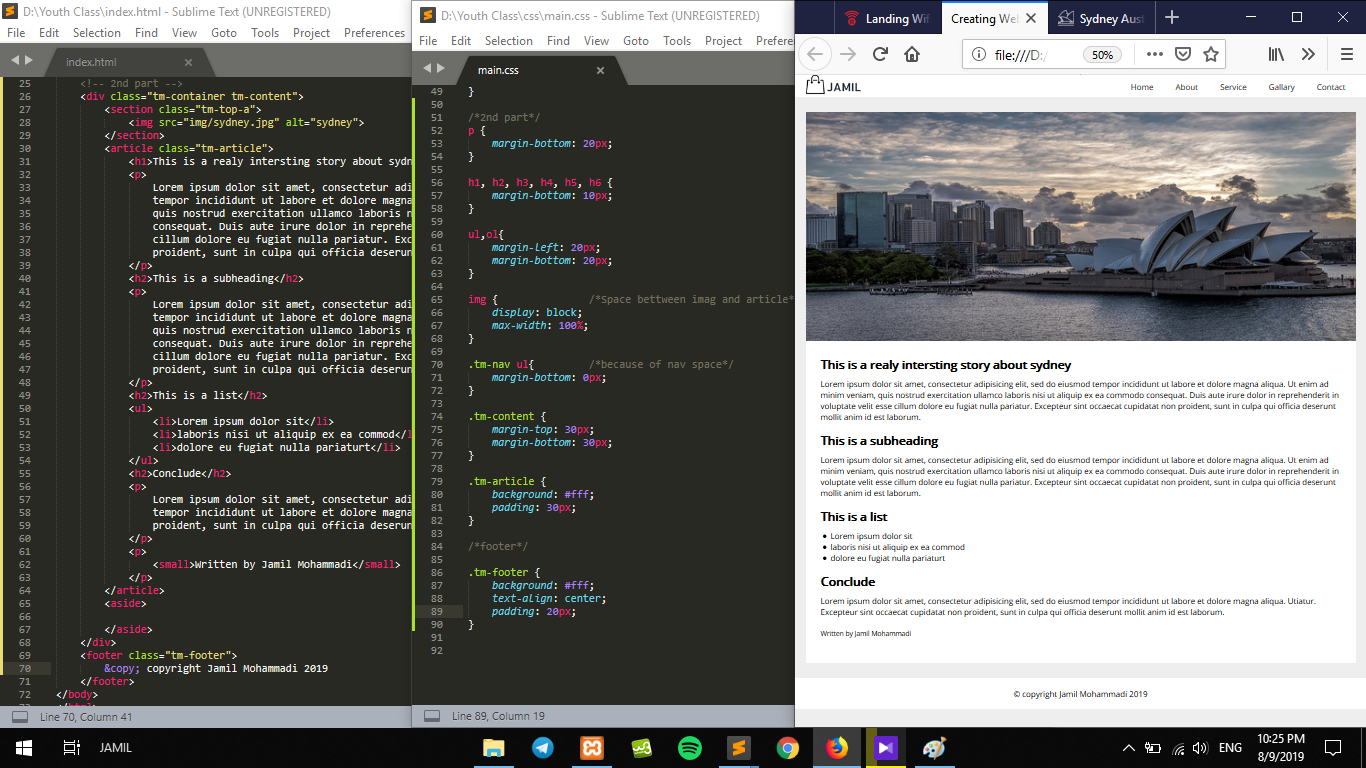 D:\Youth Class\index.html - Sublime Text (UNREGISTERED)
File Edit Selection Find View Goto Tools Project Preferences
index.html
25 <!-- 2nd part -->
26 <div class="tm-container tm-content">
27 <section class="tm-top-a">
28 <img src="img/sydney.jpg" alt="sydney">
29 </section>
30 <article class="tm-article">
31 <h1>This is a realy intersting story about sydn
32 <p>
33 Lorem ipsum dolor sit amet, consectetur adi
34 tempor incididunt ut labore et dolore magna
35 quis nostrud exercitation ullamco laboris n
36 consequat. Duis aute irure dolor in reprehe
37 cillum dolore eu fugiat nulla pariatur. Exc
38 proident, sunt in culpa qui officia deserun
39 </p>
40 <h2>This is a subheading</h2>
41 <p>
42 Lorem ipsum dolor sit amet, consectetur adi
43 tempor incididunt ut labore et dolore magna
44 quis nostrud exercitation ullamco laboris n
45 consequat. Duis aute irure dolor in reprehe
46 cillum dolore eu fugiat nulla pariatur. Exc
47 proident, sunt in culpa qui officia deserun
48 </p>
49 <h2>This is a list</h2>
50 <ul>
51 <li>Lorem ipsum dolor sit</li>
52 <li>laboris nisi ut aliquip ex ea commod</l
53 <li>dolore eu fugiat nulla pariaturt</li>
54 </ul>
55 <h2>Conclude</h2>
56 <p>
57 Lorem ipsum dolor sit amet, consectetur adi
58 tempor incididunt ut labore et dolore magna
59 proident, sunt in culpa qui officia deserun
60 </p>
61 <p>
62 <small>Written by Jamil Mohammadi</small>
63 </p>
64 </article>
65 <aside>
66
67 </aside>
68 </div>
69 <footer class="tm-footer">
70 &copy; copyright Jamil Mohammadi 2019
71 </footer>
72 </body>
Line 70, Column 41
D:\Youth Class\css\main.css - Sublime Text (UNREGISTERED)
File Edit Selection Find View Goto Tools Project Prefere
main.css
49 }
50
51 /*2nd part*/
52 p {
53 margin-bottom: 20px;
54 }
55
56 h1, h2, h3, h4, h5, h6 {
57 margin-bottom: 10px;
58 }
59
60 ul,ol{
61 margin-left: 20px;
62 margin-bottom: 20px;
63 }
64
65 img { /*Space bettween imag and article*
66 display: block;
67 max-width: 100%;
68 }
69
70 .tm-nav ul{ /*because of nav space*/
71 margin-bottom: 0px;
72 }
73
74 .tm-content {
75 margin-top: 30px;
76 margin-bottom: 30px;
77 }
78
79 .tm-article {
80 background: #fff;
81 padding: 30px;
82 }
83
84 /*footer*/
85
86 .tm-footer {
87 background: #fff;
88 text-align: center;
89 padding: 20px;
90 }
91
92
Line 89, Column 19
Landing Wif
Creating Wel
Sydney Aust
file:///D:/
50%
JAMIL
Home About Service Gallary Contact
This is a realy intersting story about sydney
Lorem ipsum dolor sit amet, consectetur adipisicing elit, sed do eiusmod tempor incididunt ut labore et dolore magna aliqua. Ut enim ad
minim veniam, quis nostrud exercitation ullamco laboris nisi ut aliquip ex ea commodo consequat. Duis aute irure dolor in reprehenderit in
voluptate velit esse cillum dolore eu fugiat nulla pariatur. Excepteur sint occaecat cupidatat non proident, sunt in culpa qui officia deserunt
mollit anim id est laborum.
This is a subheading
Lorem ipsum dolor sit amet, consectetur adipisicing elit, sed do eiusmod tempor incididunt ut labore et dolore magna aliqua. Ut enim ad
minim veniam, quis nostrud exercitation ullamco laboris nisi ut aliquip ex ea commodo consequat. Duis aute irure dolor in reprehenderit in
voluptate velit esse cillum dolore eu fugiat nulla pariatur. Excepteur sint occaecat cupidatat non proident, sunt in culpa qui officia deserunt
mollit anim id est laborum.
This is a list
Lorem ipsum dolor sit
laboris nisi ut aliquip ex ea commod
dolore eu fugiat nulla pariaturt
Conclude
Lorem ipsum dolor sit amet, consectetur adipisicing elit, sed do eiusmod tempor incididunt ut labore et dolore magna aliqua. Utiatur.
Excepteur sint occaecat cupidatat non proident, sunt in culpa qui officia deserunt mollit anim id est laborum.
Written by Jamil Mohammadi
© copyright Jamil Mohammadi 2019
JAMIL
ENG
10:25 PM
8/9/2019